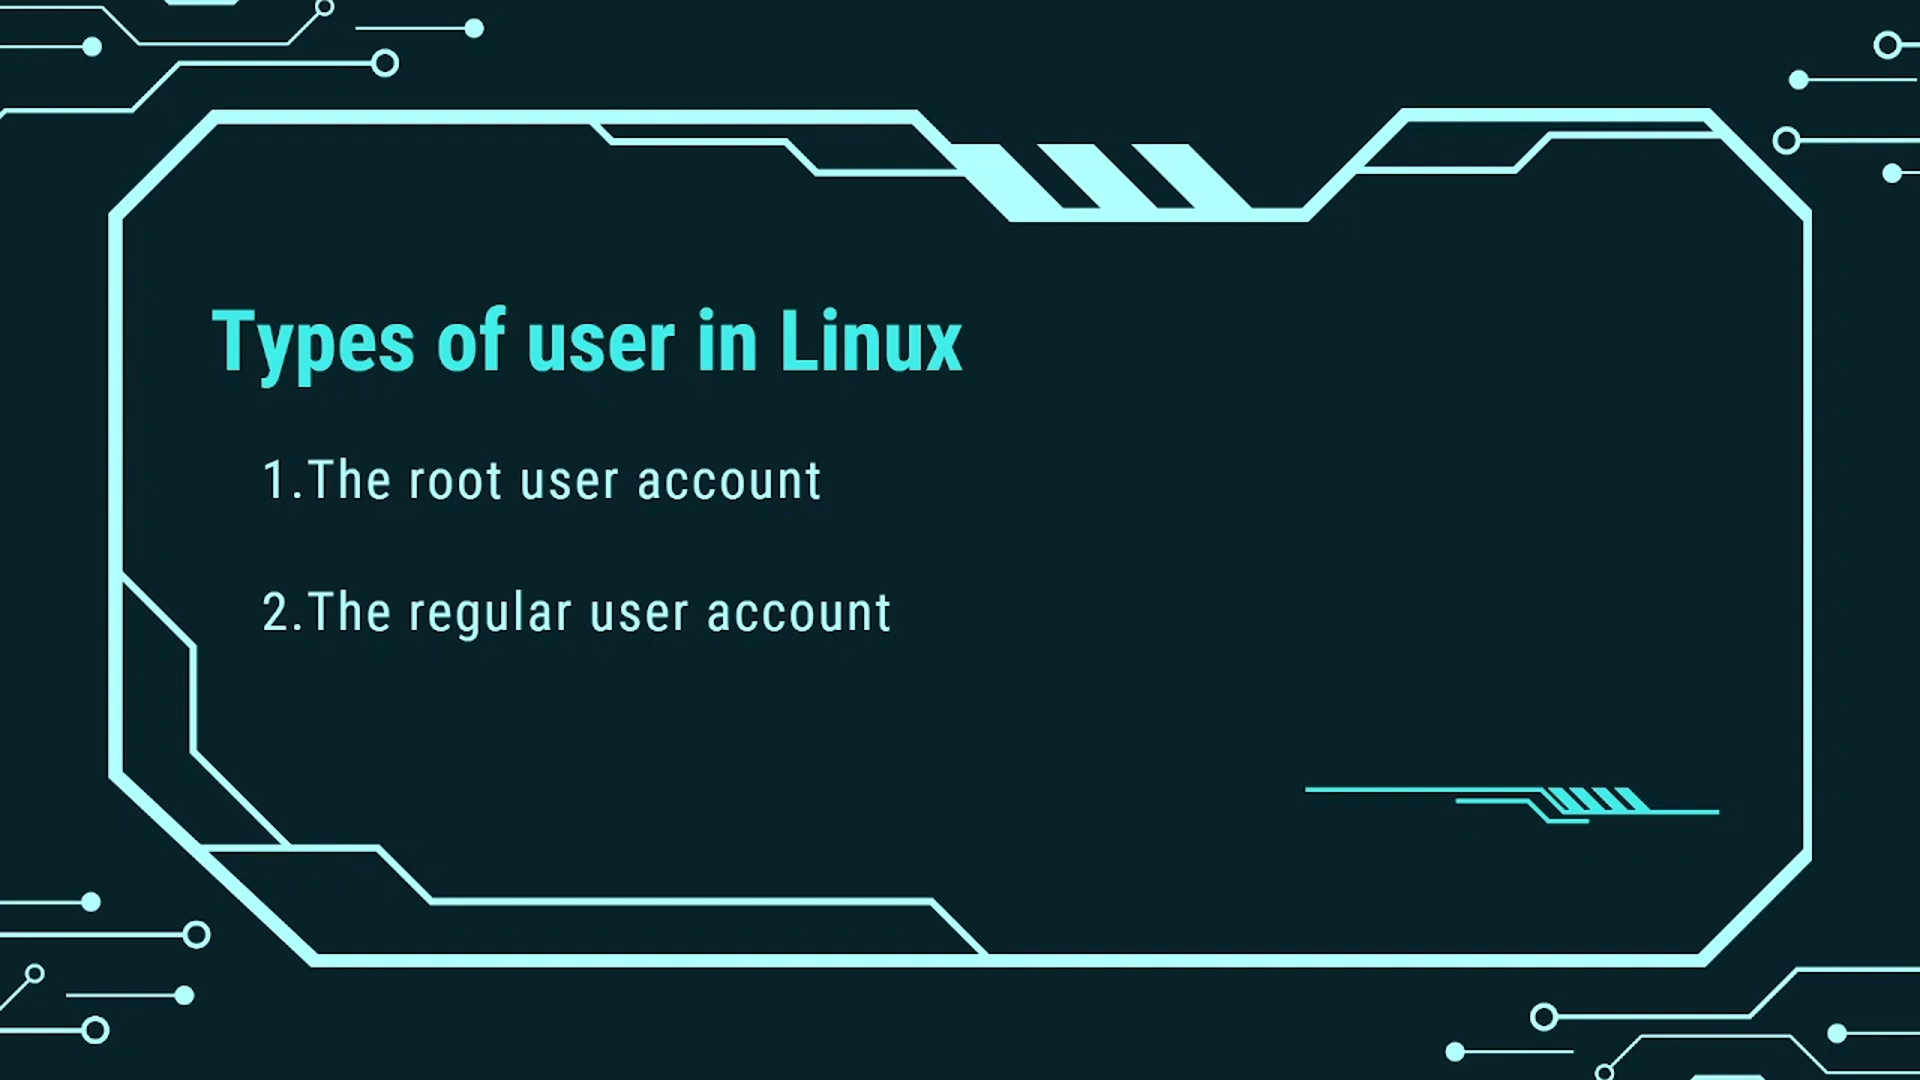 Types of user in Linux
1.The root user account
2.The regular user account